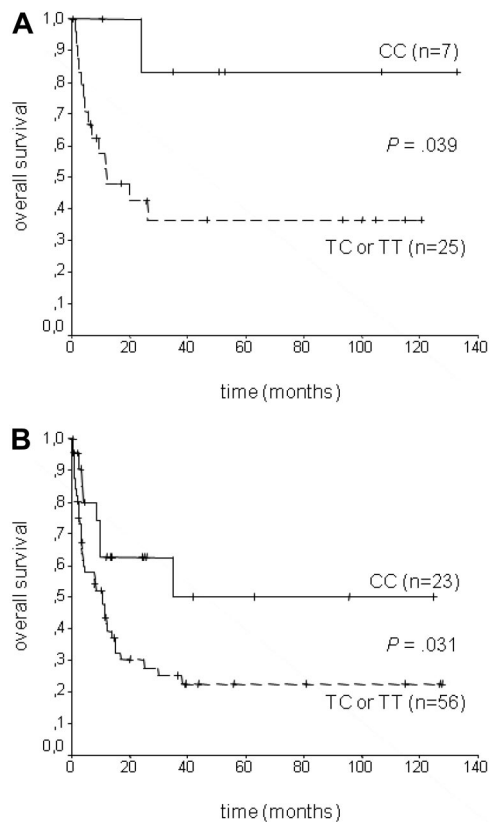 A
1,0
,9
,8
,7
,6
,5
,4
,3
,2
,1
0,0
overall survival
CC (n=7)
P = .039
TC or TT (n=25)
0 20 40 60 80 100 120 140
time (months)
B
1,0
,9
,8
,7
,6
,5
,4
,3
,2
,1
0,0
overall survival
CC (n=23)
P = .031
TC or TT (n=56)
0 20 40 60 80 100 120 140
time (months)